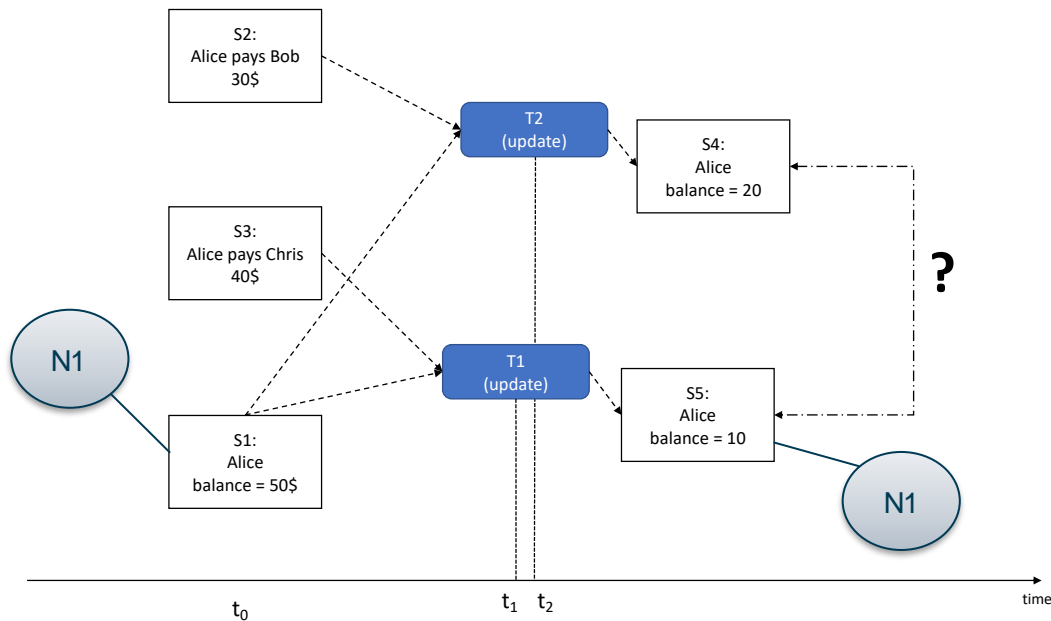 S2:
Alice pays Bob
30$
T2
(update)
S4:
Alice
balance = 20
S3:
Alice pays Chris
40$
?
N1
T1
(update)
S5:
Alice
balance = 10
S1:
Alice
balance = 50$
N1
t₀
t₁
t₂
time